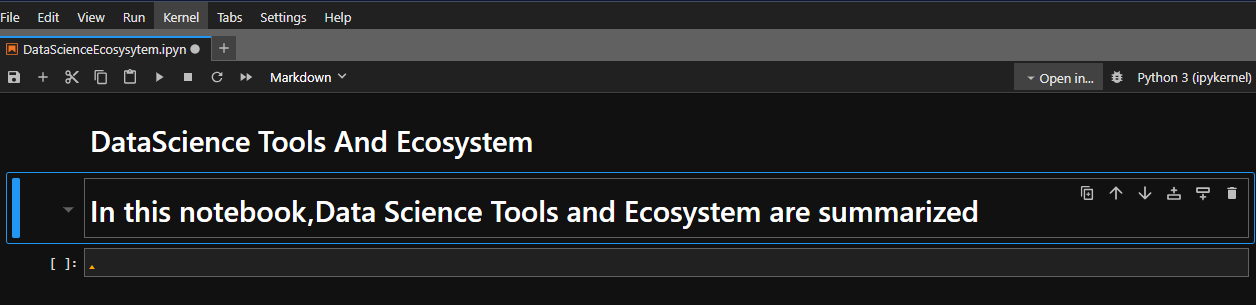 File Edit View Run Kernel Tabs Settings Help
DataScienceEcosysytem.ipyn
Markdown Open in... Python 3 (ipykernel)
DataScience Tools And Ecosystem
In this notebook,Data Science Tools and Ecosystem are summarized
[ ]: